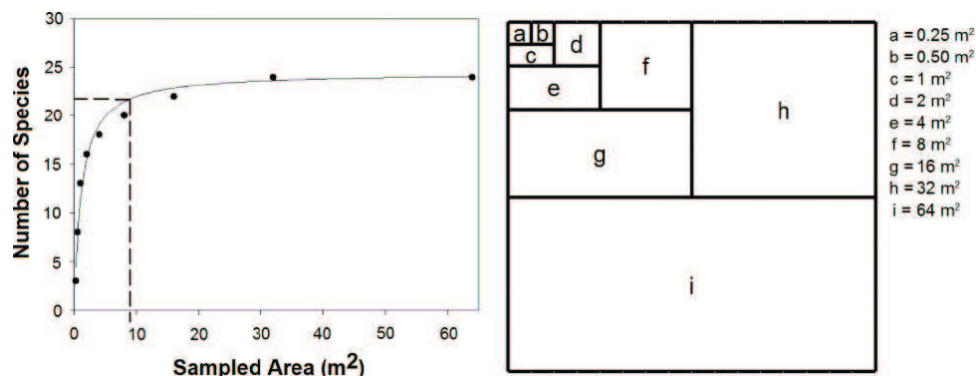 30
25
20
15
10
5
0
Number of Species
0 10 20 30 40 50 60
Sampled Area (m²)
a b
c
d
e
f
g
h
i
a = 0.25 m²
b = 0.50 m²
c = 1 m²
d = 2 m²
e = 4 m²
f = 8 m²
g = 16 m²
h = 32 m²
i = 64 m²